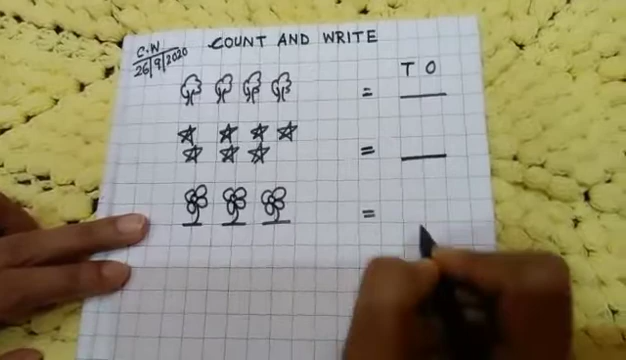 C.W COUNT AND WRITE
26/9/2020
T O
=
=
=